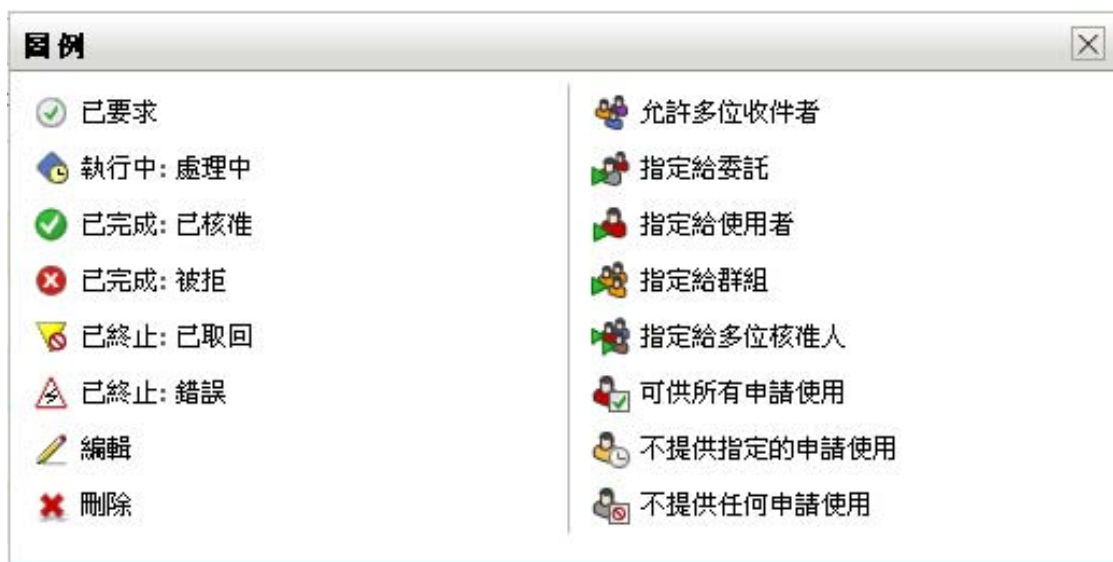 圖例
已要求
執行中: 處理中
已完成: 已核准
已完成: 被拒
已終止: 已取回
已終止: 錯誤
編輯
刪除
允許多位收件者
指定給委託
指定給使用者
指定給群組
指定給多位核准人
可供所有申請使用
不提供指定的申請使用
不提供任何申請使用